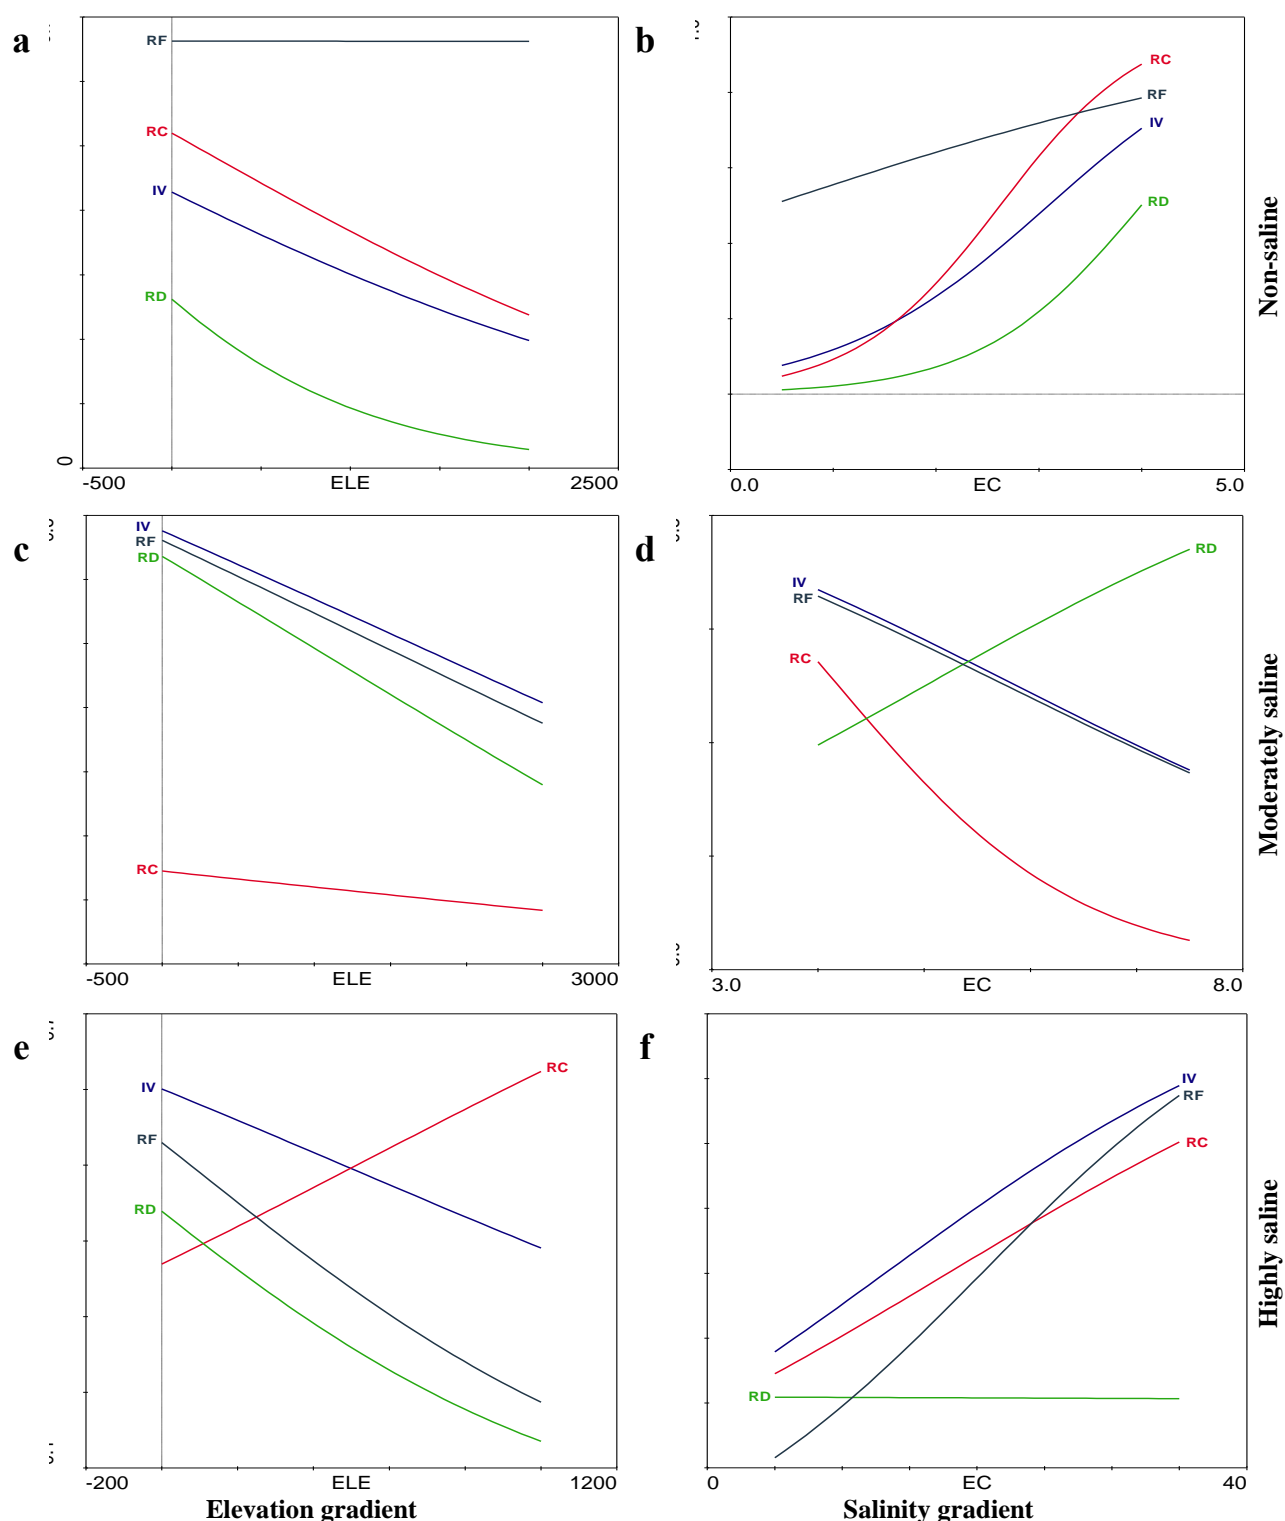 a
RF
RC
IV
RD
0
-500 ELE 2500
b
RC
RF
IV
RD
0.0 EC 5.0
Non-saline
c
IV
RF
RD
RC
-500 ELE 3000
d
IV
RF
RC
RD
3.0 EC 8.0
Moderately saline
e
IV
RF
RD
RC
-200 ELE 1200
Elevation gradient
f
IV
RF
RC
RD
0 EC 40
Salinity gradient
Highly saline